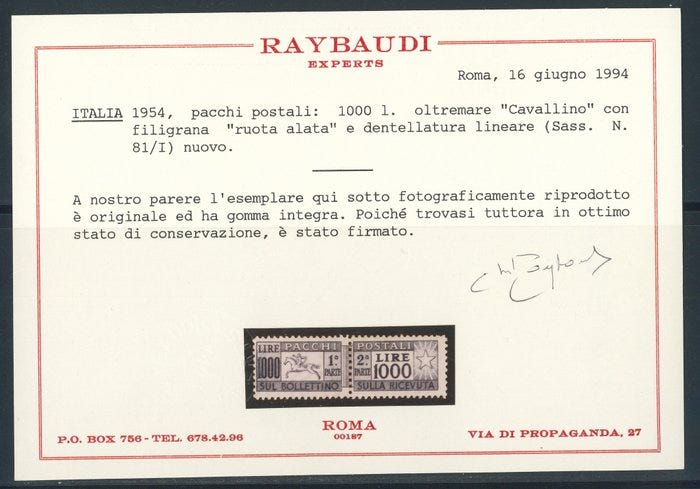 RAYBAUDI
EXPERTS
Roma, 16 giugno 1994
ITALIA 1954, pacchi postali: 1000 l. oltremare "Cavallino" con
filigrana "ruota alata" e dentellatura lineare (Sass. N.
81/I) nuovo.
A nostro parere l'esemplare qui sotto fotograficamente riprodotto
è originale ed ha gomma integra. Poiché trovasi tuttora in ottimo
stato di conservazione, è stato firmato.
LIRE PACCHI POSTALI
1000 1ª PARTE 2ª PARTE LIRE 1000
SUL BOLLETTINO SULLA RICEVUTA
P.O. BOX 756 - TEL. 678.42.96
ROMA
00187
VIA DI PROPAGANDA, 27